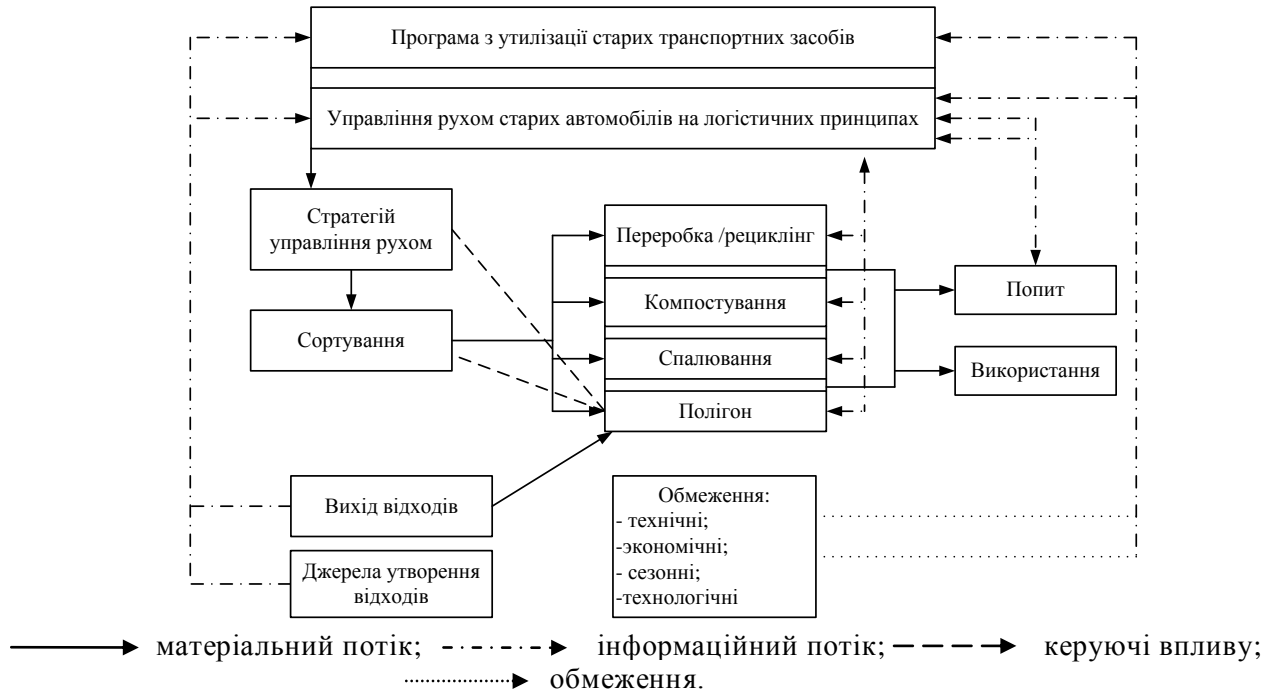 Програма з утилізації старих транспортних засобів
Управління рухом старих автомобілів на логістичних принципах
Стратегій
управління рухом
Сортування
Переробка /рециклінг
Компостування
Спалювання
Полігон
Попит
Використання
Вихід відходів
Джерела утворення
відходів
Обмеження:
- технічні;
-экономічні;
- сезонні;
-технологічні
матеріальний потік;
інформаційний потік;
керуючі впливу;
обмеження.